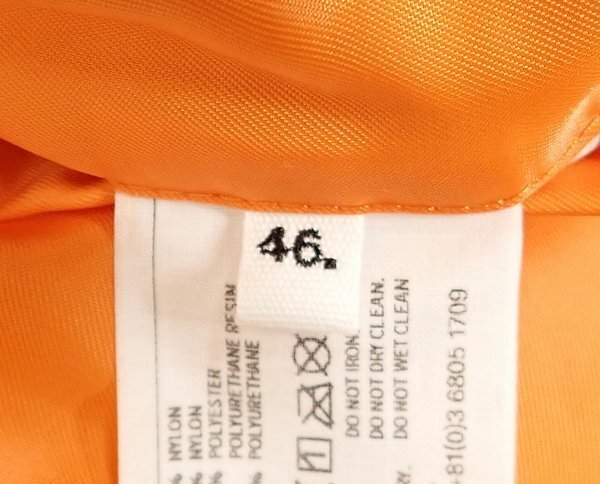 46.
% NYLON
% NYLON
% POLYESTER
POLYURETHANE RESIN
POLYURETHANE
DO NOT IRON.
DO NOT DRY CLEAN.
DO NOT WET CLEAN
-81(0)3 6805 1709